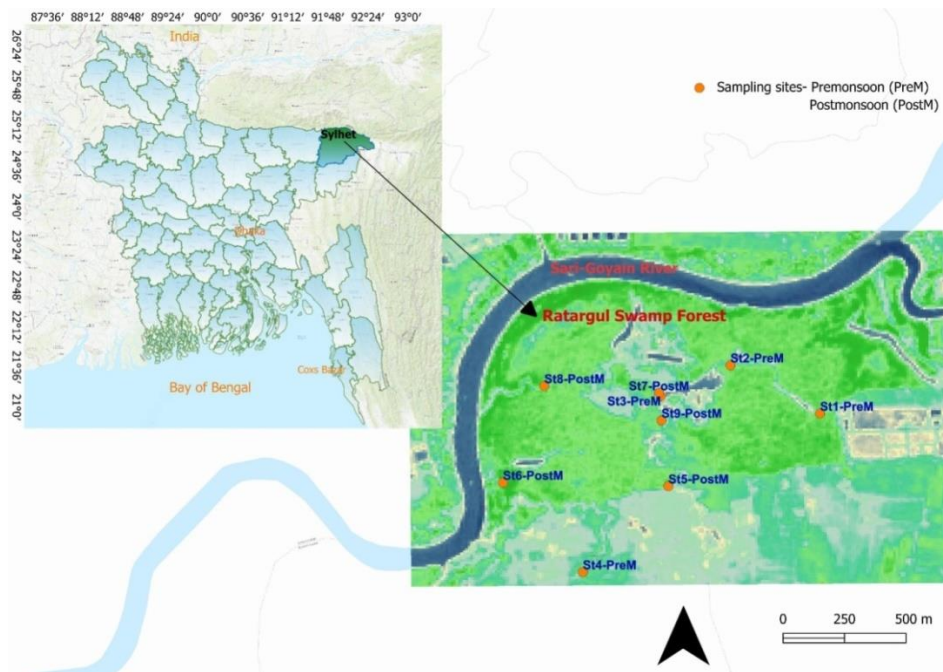 87°36' 88°12' 88°48' 89°24' 90°0' 90°36' 91°12' 91°48' 92°24' 93°0'
26°24'
25°48'
25°12'
24°36'
24°0'
23°24'
22°48'
22°12'
21°36'
21°0'
India
Sylhet
Dhaka
Coxs Bazar
Bay of Bengal
Sampling sites- Premonsoon (PreM)
Postmonsoon (PostM)
Sari-Goyain River
Ratargul Swamp Forest
St2-PreM
St8-PostM
St7-PostM
St3-PreM
St1-PreM
St9-PostM
St6-PostM
St5-PostM
St4-PreM
0 250 500 m